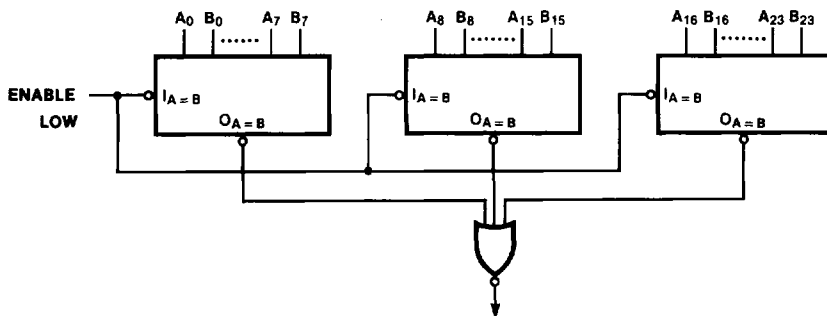 A0 B0 ······ A7 B7
A8 B8 ········ A15 B15
A16 B16 ········ A23 B23
ENABLE
LOW
IA = B
OA = B
IA = B
OA = B
IA = B
OA = B